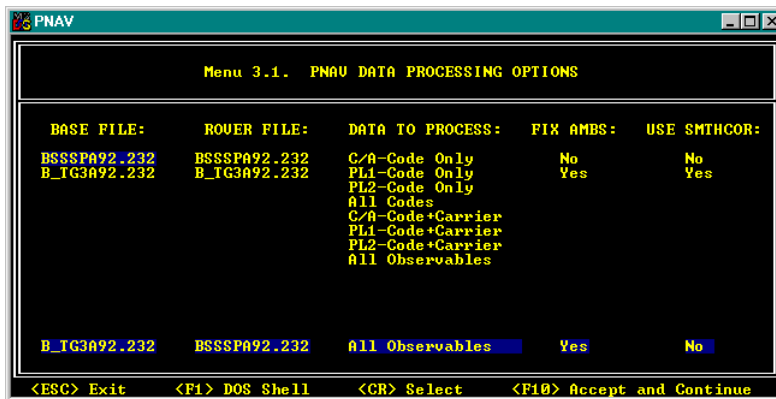 PNAV
Menu 3.1. PNAV DATA PROCESSING OPTIONS
BASE FILE: ROVER FILE: DATA TO PROCESS: FIX AMBS: USE SMTHCOR:
BSSSPA92.232 BSSSPA92.232 C/A-Code Only No No
B_TG3A92.232 B_TG3A92.232 PL1-Code Only Yes Yes
PL2-Code Only
All Codes
C/A-Code+Carrier
PL1-Code+Carrier
PL2-Code+Carrier
All Observables
B_TG3A92.232 BSSSPA92.232 All Observables Yes No
<ESC> Exit <F1> DOS Shell <CR> Select <F10> Accept and Continue